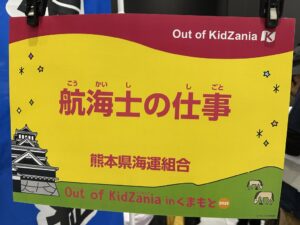 Out of KidZania
こう かい し し ごと
航海士の仕事
熊本県海運組合
Out of KidZania in くまもと